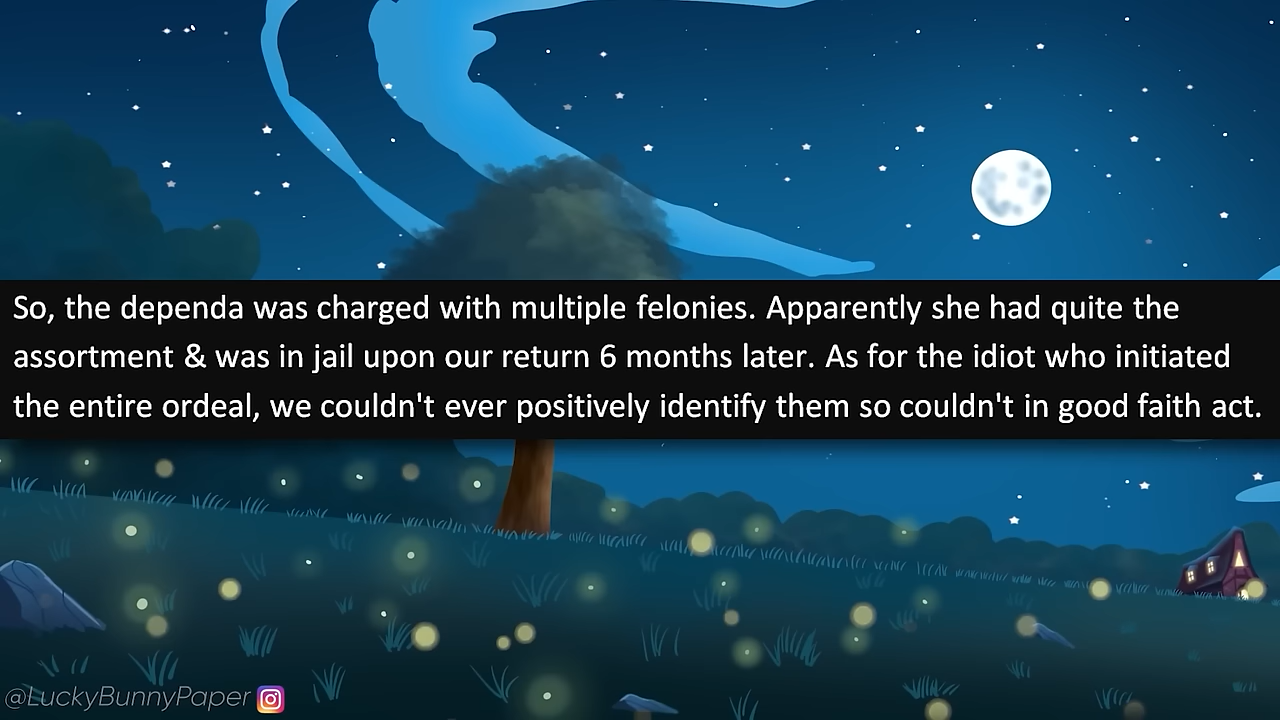 So, the dependa was charged with multiple felonies. Apparently she had quite the
assortment & was in jail upon our return 6 months later. As for the idiot who initiated
the entire ordeal, we couldn't ever positively identify them so couldn't in good faith act.
@LuckyBunnyPaper